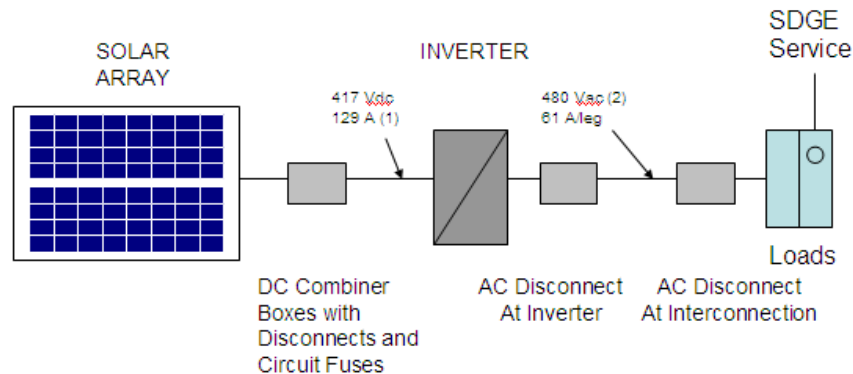 SOLAR
ARRAY
INVERTER
SDGE
Service
417 Vdc
129 A (1)
480 Vac (2)
61 A/leg
Loads
DC Combiner
Boxes with
Disconnects and
Circuit Fuses
AC Disconnect
At Inverter
AC Disconnect
At Interconnection